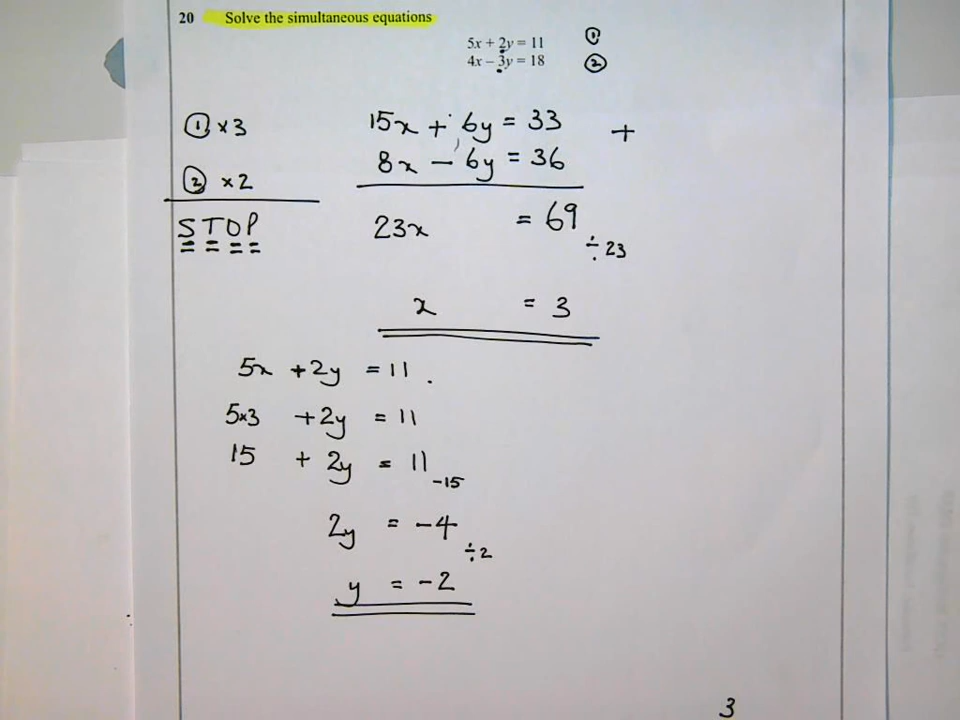 20 Solve the simultaneous equations
5x + 2y = 11 ①
4x – 3y = 18 ②
① ×3 15x + 6y = 33 +
② ×2 8x – 6y = 36
STOP 23x = 69 ÷ 23
x = 3
5x + 2y = 11 .
5×3 + 2y = 11
15 + 2y = 11 -15
2y = -4 ÷2
y = -2
3